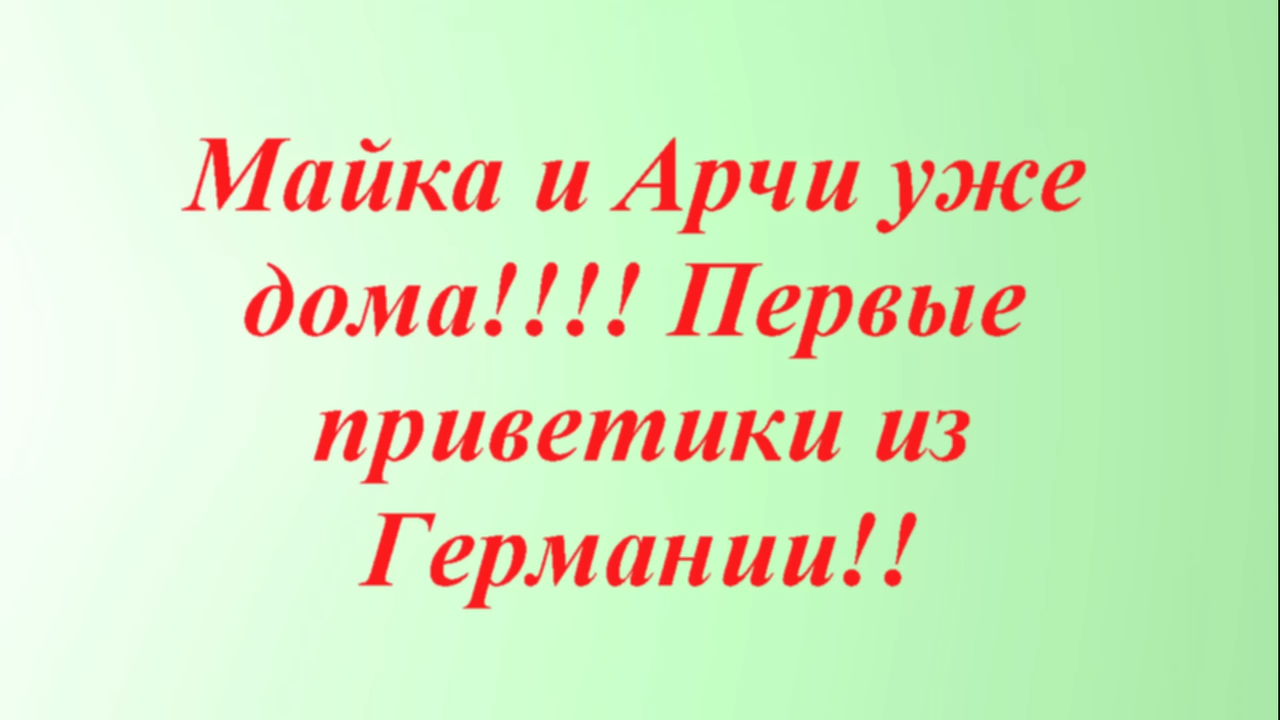 Майка и Арчи уже
дома!!!! Первые
приветики из
Германии!!